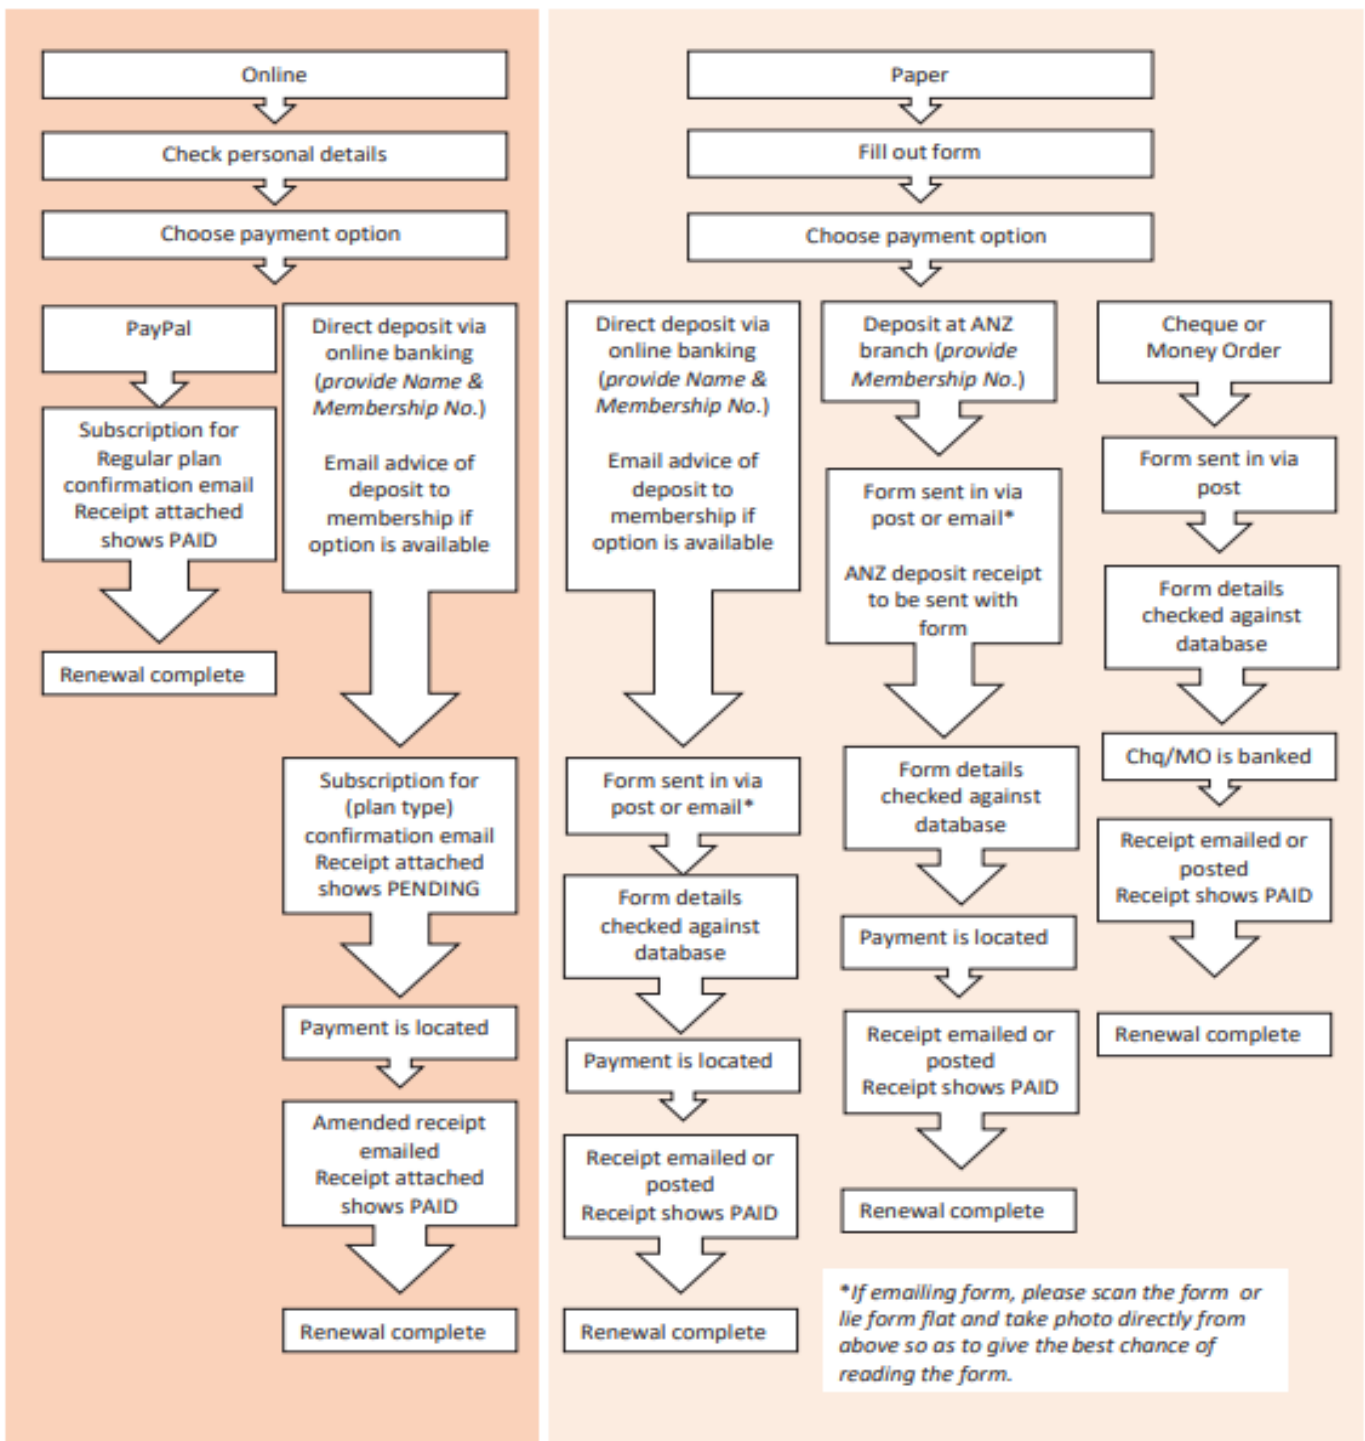 Online
Check personal details
Choose payment option
PayPal
Subscription for
Regular plan
confirmation email
Receipt attached
shows PAID
Renewal complete
Direct deposit via
online banking
(provide Name &
Membership No.)
Email advice of
deposit to
membership if
option is available
Subscription for
(plan type)
confirmation email
Receipt attached
shows PENDING
Payment is located
Amended receipt
emailed
Receipt attached
shows PAID
Renewal complete
Paper
Fill out form
Choose payment option
Direct deposit via
online banking
(provide Name &
Membership No.)
Email advice of
deposit to
membership if
option is available
Form sent in via
post or email*
Form details
checked against
database
Payment is located
Receipt emailed or
posted
Receipt shows PAID
Renewal complete
Deposit at ANZ
branch (provide
Membership No.)
Form sent in via
post or email*
ANZ deposit receipt
to be sent with
form
Form details
checked against
database
Payment is located
Receipt emailed or
posted
Receipt shows PAID
Renewal complete
Cheque or
Money Order
Form sent in via
post
Form details
checked against
database
Chq/MO is banked
Receipt emailed or
posted
Receipt shows PAID
Renewal complete
*If emailing form, please scan the form or
lie form flat and take photo directly from
above so as to give the best chance of
reading the form.